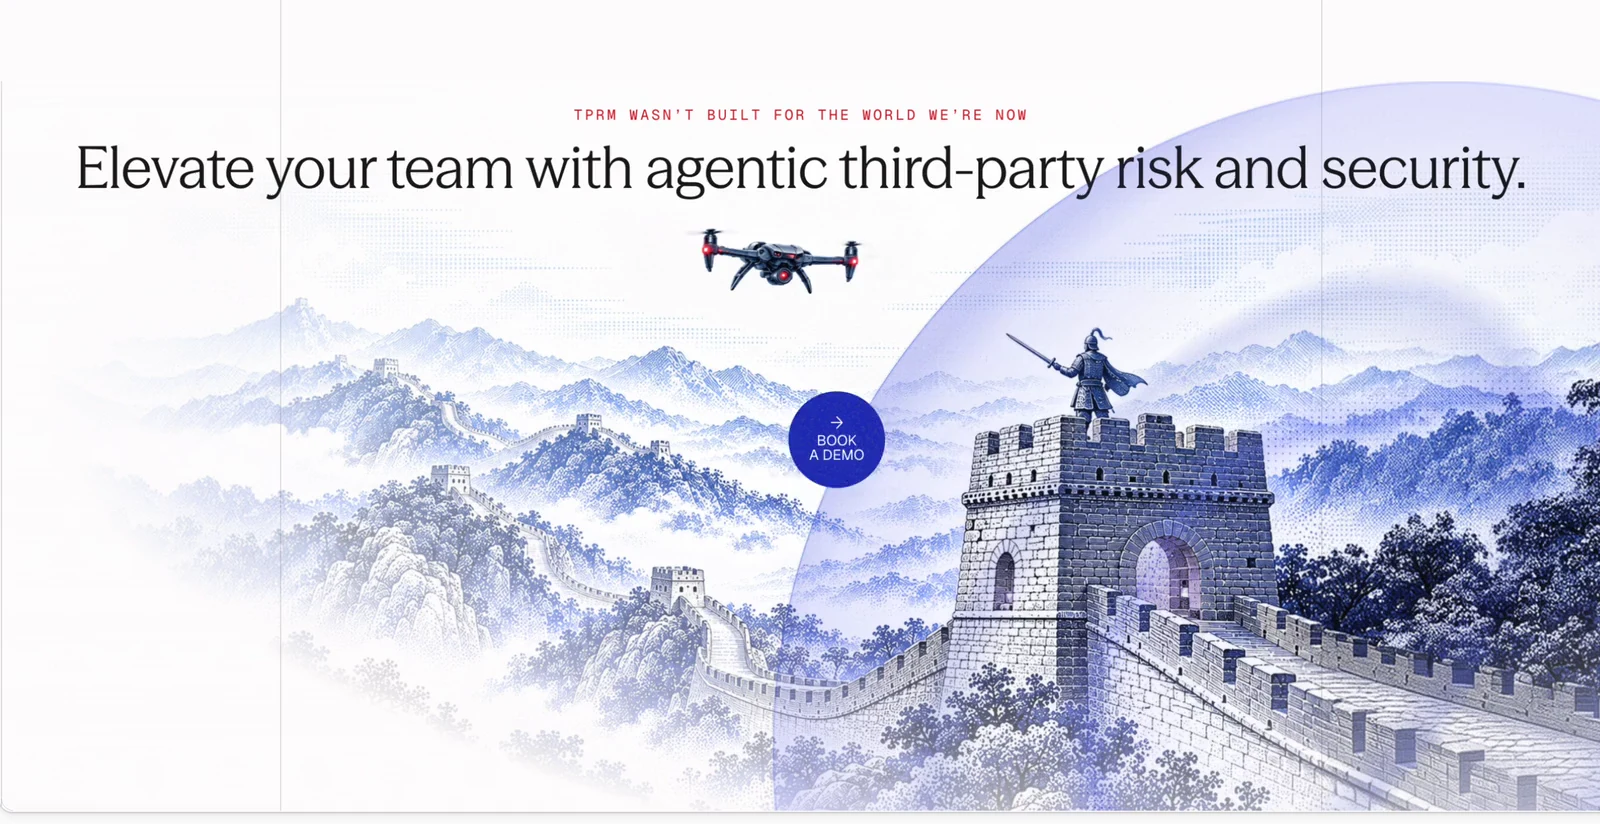 TPRM WASN’T BUILT FOR THE WORLD WE’RE NOW
Elevate your team with agentic third-party risk and security.
→
BOOK
A DEMO